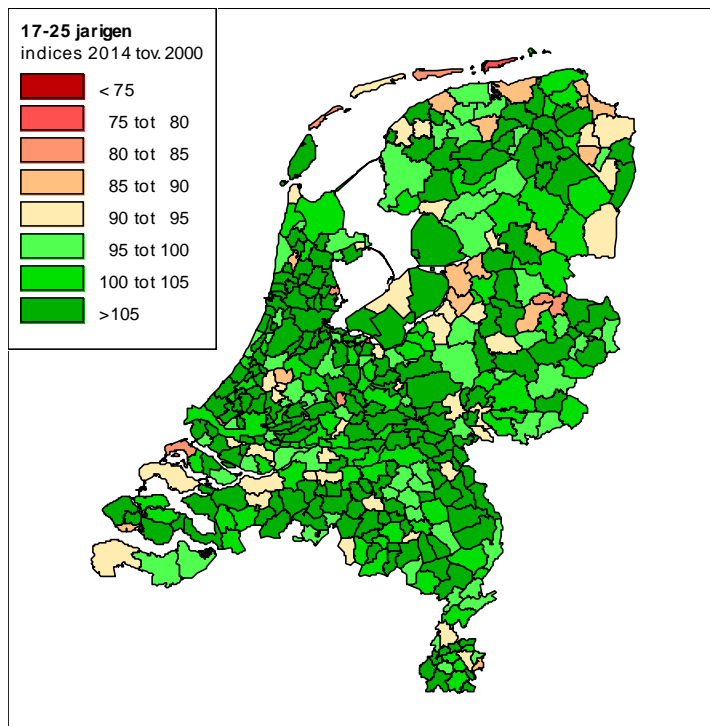 17-25 jarigen
indices 2014 tov. 2000
< 75
75 tot 80
80 tot 85
85 tot 90
90 tot 95
95 tot 100
100 tot 105
>105